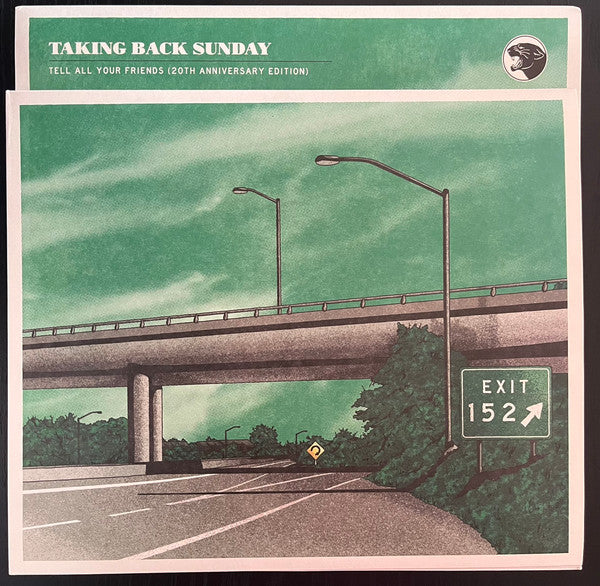 TAKING BACK SUNDAY
TELL ALL YOUR FRIENDS (20TH ANNIVERSARY EDITION)
EXIT
152